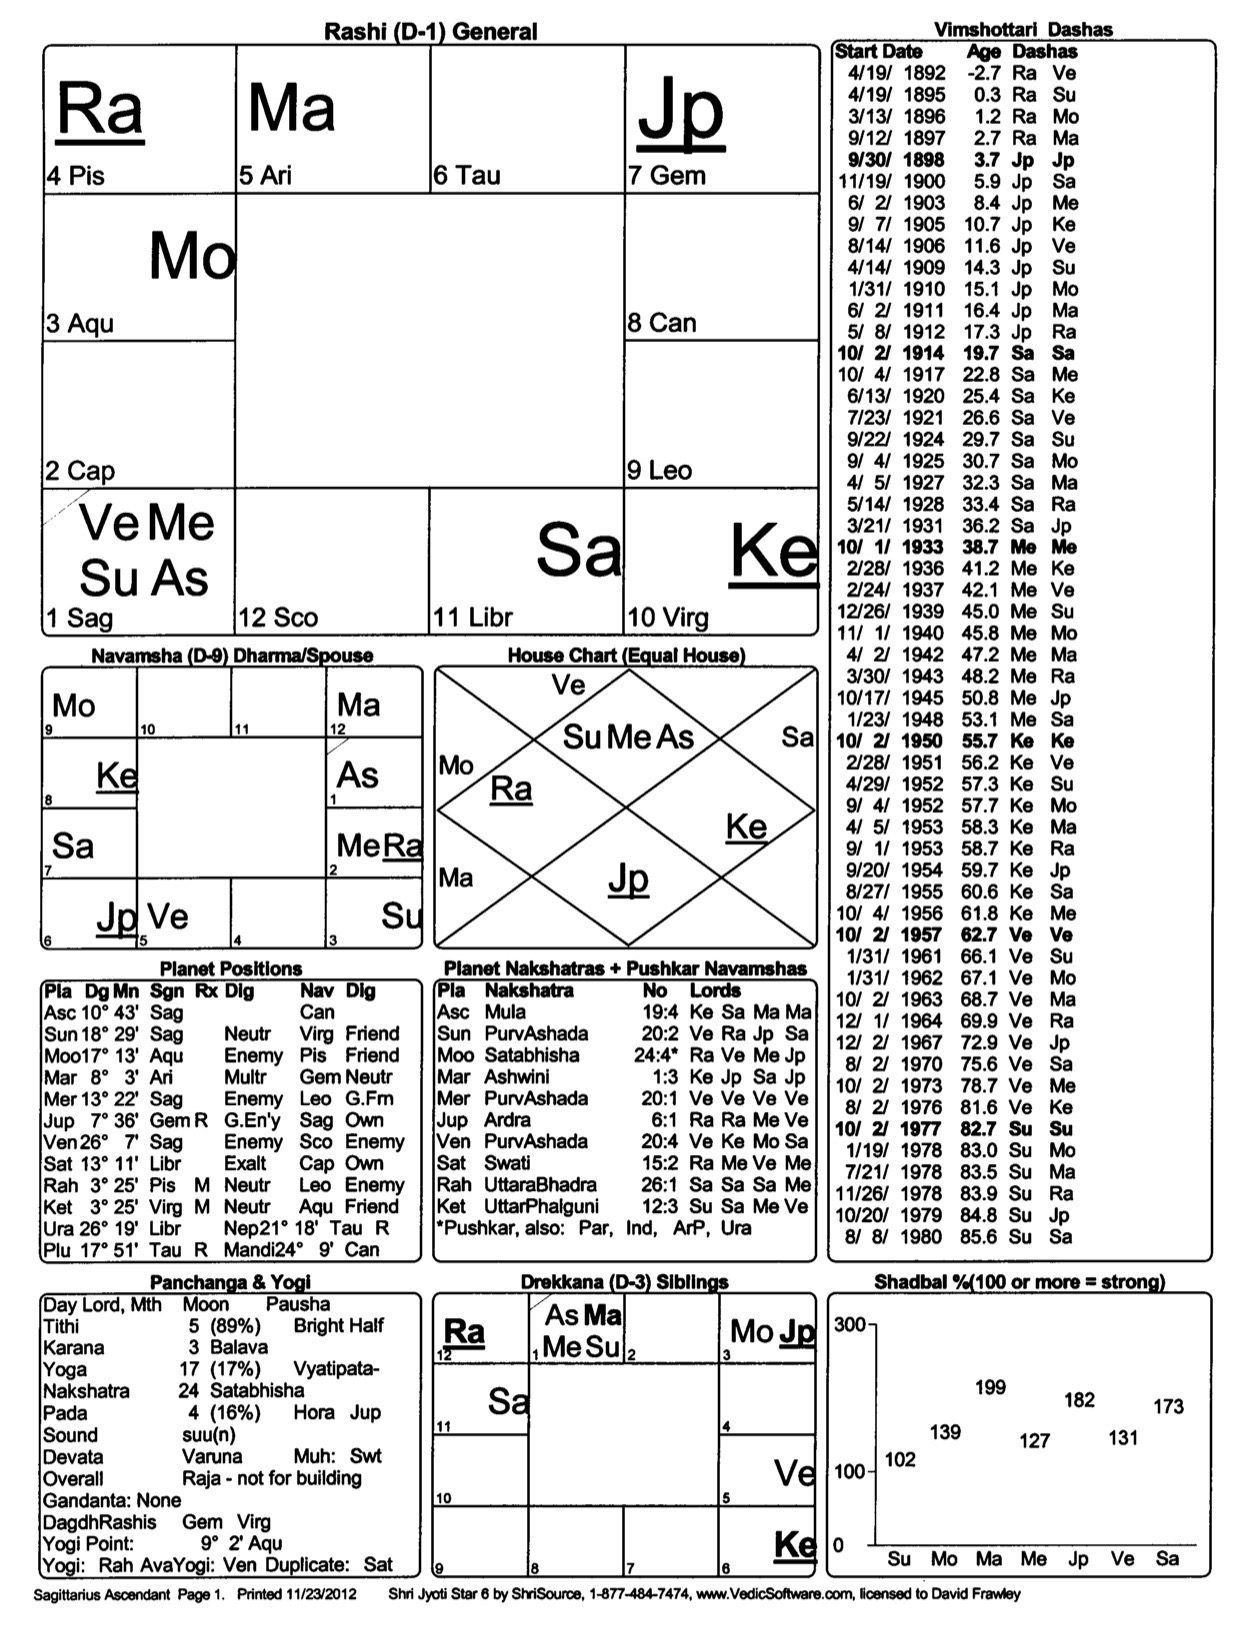 Rashi (D-1) General
Ra
Ma
Jp
4 Pis
5 Ari
6 Tau
7 Gem
Mo
3 Aqu
8 Can
2 Cap
9 Leo
Ve Me
Su As
Sa
Ke
1 Sag
12 Sco
11 Libr
10 Virg
Vimshottari Dashas
Start Date Age Dashas
4/19/ 1892 -2.7 Ra Ve
4/19/ 1895 0.3 Ra Su
3/13/ 1896 1.2 Ra Mo
9/12/ 1897 2.7 Ra Ma
9/30/ 1898 3.7 Jp Jp
11/19/ 1900 5.9 Jp Sa
6/ 2/ 1903 8.4 Jp Me
9/ 7/ 1905 10.7 Jp Ke
8/14/ 1906 11.6 Jp Ve
4/14/ 1909 14.3 Jp Su
1/31/ 1910 15.1 Jp Mo
6/ 2/ 1911 16.4 Jp Ma
5/ 8/ 1912 17.3 Jp Ra
10/ 2/ 1914 19.7 Sa Sa
10/ 4/ 1917 22.8 Sa Me
6/13/ 1920 25.4 Sa Ke
7/23/ 1921 26.6 Sa Ve
9/22/ 1924 29.7 Sa Su
9/ 4/ 1925 30.7 Sa Mo
4/ 5/ 1927 32.3 Sa Ma
5/14/ 1928 33.4 Sa Ra
3/21/ 1931 36.2 Sa Jp
10/ 1/ 1933 38.7 Me Me
2/28/ 1936 41.2 Me Ke
2/24/ 1937 42.1 Me Ve
12/26/ 1939 45.0 Me Su
11/ 1/ 1940 45.8 Me Mo
4/ 2/ 1942 47.2 Me Ma
3/30/ 1943 48.2 Me Ra
10/17/ 1945 50.8 Me Jp
1/23/ 1948 53.1 Me Sa
10/ 2/ 1950 55.7 Ke Ke
2/28/ 1951 56.2 Ke Ve
4/29/ 1952 57.3 Ke Su
9/ 4/ 1952 57.7 Ke Mo
4/ 5/ 1953 58.3 Ke Ma
9/ 1/ 1953 58.7 Ke Ra
9/20/ 1954 59.7 Ke Jp
8/27/ 1955 60.6 Ke Sa
10/ 4/ 1956 61.8 Ke Me
10/ 2/ 1957 62.7 Ve Ve
1/31/ 1961 66.1 Ve Su
1/31/ 1962 67.1 Ve Mo
10/ 2/ 1963 68.7 Ve Ma
12/ 1/ 1964 69.9 Ve Ra
12/ 2/ 1967 72.9 Ve Jp
8/ 2/ 1970 75.6 Ve Sa
10/ 2/ 1973 78.7 Ve Me
8/ 2/ 1976 81.6 Ve Ke
10/ 2/ 1977 82.7 Su Su
1/19/ 1978 83.0 Su Mo
7/21/ 1978 83.5 Su Ma
11/26/ 1978 83.9 Su Ra
10/20/ 1979 84.8 Su Jp
8/ 8/ 1980 85.6 Su Sa
Navamsha (D-9) Dharma/Spouse
Mo
Ma
9
10
11
12
Ke
As
8
1
Sa
Me Ra
7
2
Jp
Ve
Su
6
5
4
3
House Chart (Equal House)
Ve
Su Me As
Sa
Mo
Ra
Ke
Ma
Jp
Planet Positions
Pla Dg Mn Sgn Rx Dig Nav Dig
Asc 10° 43' Sag Can
Sun 18° 29' Sag Neutr Virg Friend
Moo 17° 13' Aqu Enemy Pis Friend
Mar 8° 3' Ari Multr Gem Neutr
Mer 13° 22' Sag Enemy Leo G.Frn
Jup 7° 36' Gem R G.En'y Sag Own
Ven 26° 7' Sag Enemy Sco Enemy
Sat 13° 11' Libr Exalt Cap Own
Rah 3° 25' Pis M Neutr Leo Enemy
Ket 3° 25' Virg M Neutr Aqu Friend
Ura 26° 19' Libr Nep21° 18' Tau R
Plu 17° 51' Tau R Mandi24° 9' Can
Planet Nakshatras + Pushkar Navamshas
Pla Nakshatra No Lords
Asc Mula 19:4 Ke Sa Ma Ma
Sun PurvAshada 20:2 Ve Ra Jp Sa
Moo Satabhisha 24:4* Ra Ve Me Jp
Mar Ashwini 1:3 Ke Jp Sa Jp
Mer PurvAshada 20:1 Ve Ve Ve Ve
Jup Ardra 6:1 Ra Ra Me Ve
Ven PurvAshada 20:4 Ve Ke Mo Sa
Sat Swati 15:2 Ra Me Ve Me
Rah UttaraBhadra 26:1 Sa Sa Sa Me
Ket UttarPhalguni 12:3 Su Sa Me Ve
*Pushkar, also: Par, Ind, ArP, Ura
Panchanga & Yogi
Day Lord, Mth Moon Pausha
Tithi 5 (89%) Bright Half
Karana 3 Balava
Yoga 17 (17%) Vyatipata-
Nakshatra 24 Satabhisha
Pada 4 (16%) Hora Jup
Sound suu(n)
Devata Varuna Muh: Swt
Overall Raja - not for building
Gandanta: None
DagdhRashis Gem Virg
Yogi Point: 9° 2' Aqu
Yogi: Rah AvaYogi: Ven Duplicate: Sat
Drekkana (D-3) Siblings
Ra
As Ma
Me Su
Mo Jp
12
1
2
3
Sa
11
4
Ve
10
5
Ke
9
8
7
6
Shadbal %(100 or more = strong)
300
199
182
173
139
127
131
102
100
0
Su Mo Ma Me Jp Ve Sa
Sagittarius Ascendant Page 1. Printed 11/23/2012 Shri Jyoti Star 6 by ShriSource, 1-877-484-7474, www.VedicSoftware.com, licensed to David Frawley